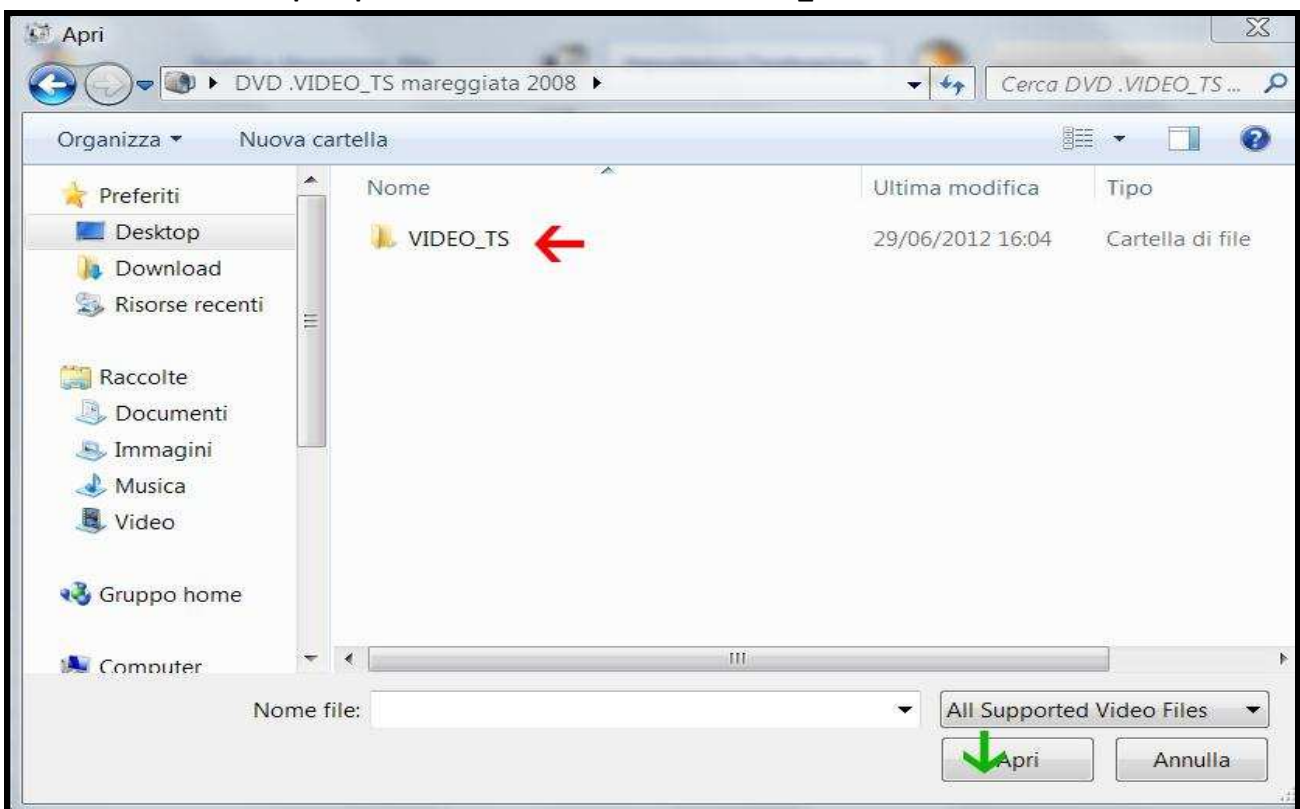 Apri
DVD .VIDEO_TS mareggiata 2008
Cerca DVD .VIDEO_TS ...
Organizza Nuova cartella
Nome Ultima modifica Tipo
Preferiti
VIDEO_TS 29/06/2012 16:04 Cartella di file
Desktop
Download
Risorse recenti
Raccolte
Documenti
Immagini
Musica
Video
Gruppo home
Computer
Nome file: All Supported Video Files
Apri Annulla